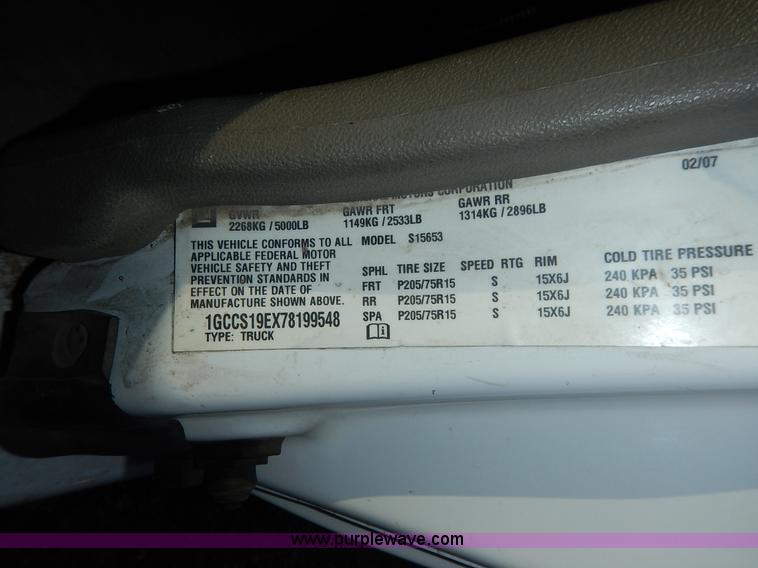 02/07
MOTORS CORPORATION
GVWR GAWR FRT GAWR RR
2268KG / 5000LB 1149KG / 2533LB 1314KG / 2896LB
THIS VEHICLE CONFORMS TO ALL
APPLICABLE FEDERAL MOTOR
VEHICLE SAFETY AND THEFT
PREVENTION STANDARDS IN
EFFECT ON THE DATE OF
MANUFACTURE SHOWN ABOVE.
1GCCS19EX78199548
TYPE: TRUCK
MODEL S15653
SPHL TIRE SIZE SPEED RTG RIM COLD TIRE PRESSURE
FRT P205/75R15 S 15X6J 240 KPA 35 PSI
RR P205/75R15 S 15X6J 240 KPA 35 PSI
SPA P205/75R15 S 15X6J 240 KPA 35 PSI
www.purplewave.com